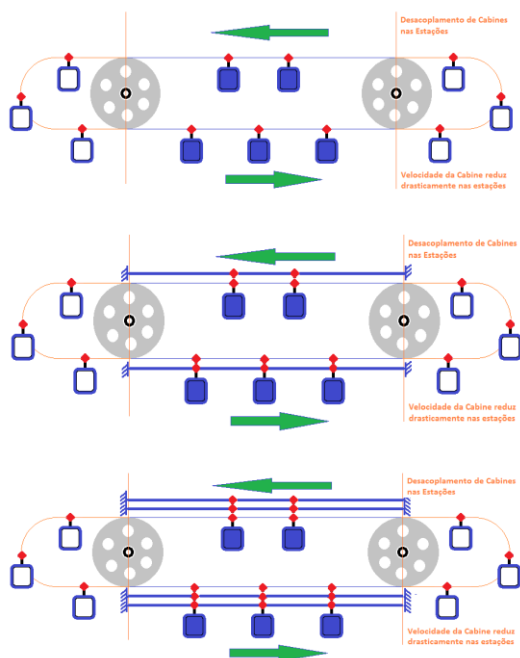 Desacoplamento de Cabines
nas Estações
Velocidade da Cabine reduz
drasticamente nas estações
Desacoplamento de Cabines
nas Estações
Velocidade da Cabine reduz
drasticamente nas estações
Desacoplamento de Cabines
nas Estações
Velocidade da Cabine reduz
drasticamente nas estações